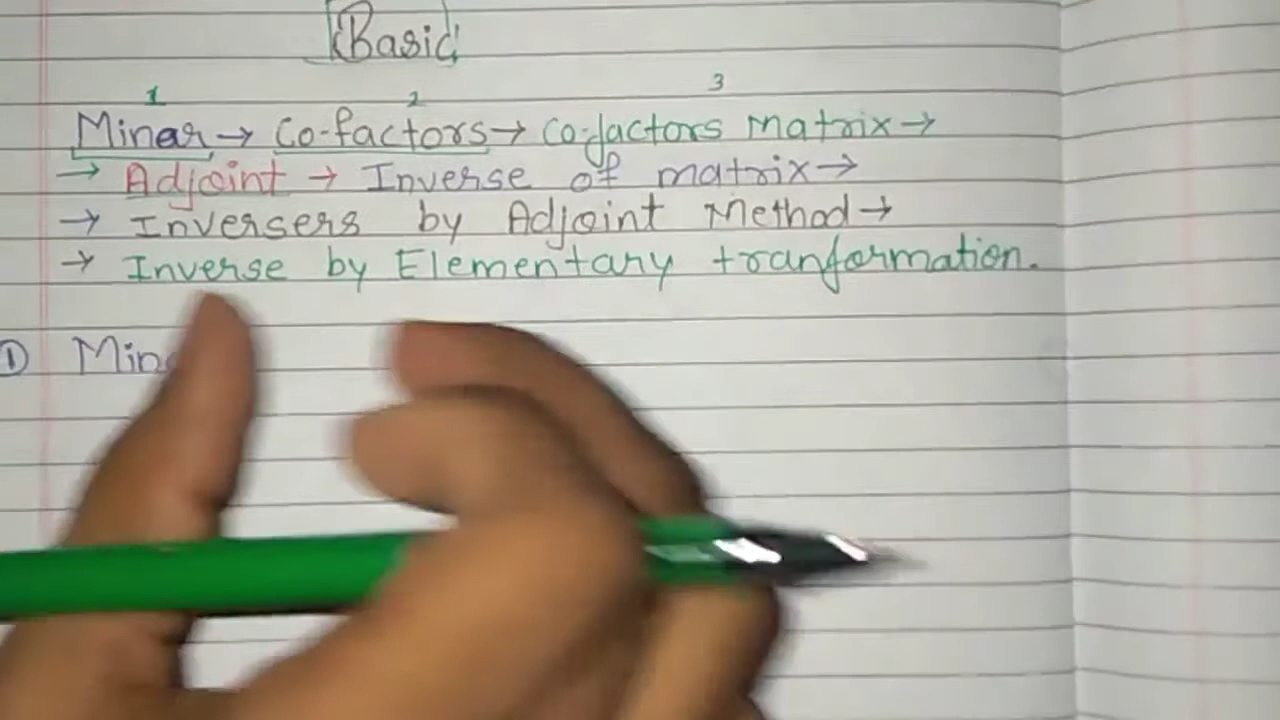 Basic
1 2 3
Minar → Co-factors → Co-factors Matrix →
→ Adjoint → Inverse of matrix →
→ Inversers by Adjoint Method →
→ Inverse by Elementary tranformation.
①